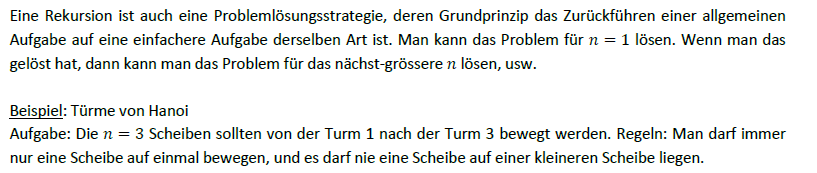 Eine Rekursion ist auch eine Problemlösungsstrategie, deren Grundprinzip das Zurückführen einer allgemeinen
Aufgabe auf eine einfachere Aufgabe derselben Art ist. Man kann das Problem für n = 1 lösen. Wenn man das
gelöst hat, dann kann man das Problem für das nächst-grössere n lösen, usw.
Beispiel: Türme von Hanoi
Aufgabe: Die n = 3 Scheiben sollten von der Turm 1 nach der Turm 3 bewegt werden. Regeln: Man darf immer
nur eine Scheibe auf einmal bewegen, und es darf nie eine Scheibe auf einer kleineren Scheibe liegen.